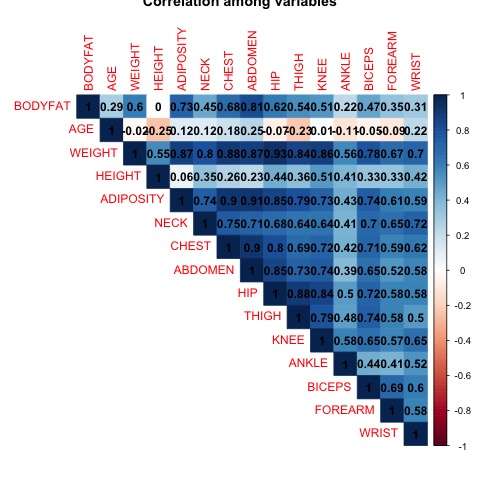 Correlation among variables
BODYFAT AGE WEIGHT HEIGHT ADIPOSITY NECK CHEST ABDOMEN HIP THIGH KNEE ANKLE BICEPS FOREARM WRIST
BODYFAT 1 0.29 0.6 0 0.73 0.45 0.68 0.81 0.62 0.54 0.51 0.22 0.47 0.35 0.31
AGE 1 -0.02 -0.25 0.12 0.12 0.18 0.25 -0.07 -0.23 0.01 -0.11 -0.05 -0.09 0.22
WEIGHT 1 0.55 0.87 0.8 0.88 0.87 0.93 0.84 0.86 0.56 0.78 0.67 0.7
HEIGHT 1 0.06 0.35 0.26 0.23 0.44 0.36 0.51 0.41 0.33 0.33 0.42
ADIPOSITY 1 0.74 0.9 0.91 0.85 0.79 0.73 0.43 0.74 0.61 0.59
NECK 1 0.75 0.71 0.68 0.64 0.64 0.41 0.7 0.65 0.72
CHEST 1 0.9 0.8 0.69 0.72 0.42 0.71 0.59 0.62
ABDOMEN 1 0.85 0.73 0.74 0.39 0.65 0.52 0.58
HIP 1 0.88 0.84 0.5 0.72 0.58 0.58
THIGH 1 0.79 0.48 0.74 0.58 0.5
KNEE 1 0.58 0.65 0.57 0.65
ANKLE 1 0.44 0.41 0.52
BICEPS 1 0.69 0.6
FOREARM 1 0.58
WRIST 1
1
0.8
0.6
0.4
0.2
0
-0.2
-0.4
-0.6
-0.8
-1